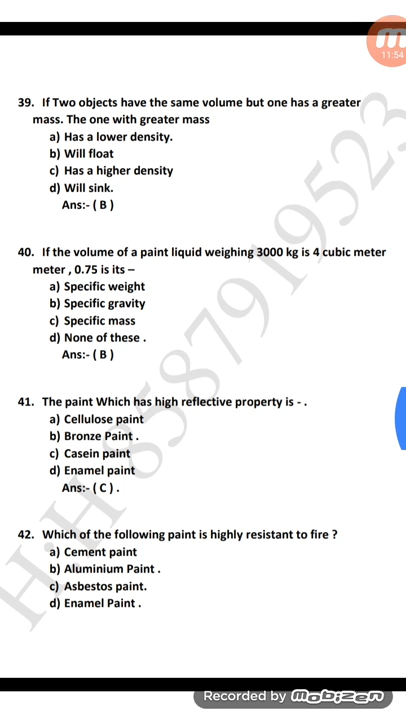 11:54
39. If Two objects have the same volume but one has a greater
mass. The one with greater mass
a) Has a lower density.
b) Will float
c) Has a higher density
d) Will sink.
Ans:- ( B )
40. If the volume of a paint liquid weighing 3000 kg is 4 cubic meter
meter , 0.75 is its –
a) Specific weight
b) Specific gravity
c) Specific mass
d) None of these .
Ans:- ( B )
41. The paint Which has high reflective property is - .
a) Cellulose paint
b) Bronze Paint .
c) Casein paint
d) Enamel paint
Ans:- ( C ) .
42. Which of the following paint is highly resistant to fire ?
a) Cement paint
b) Aluminium Paint .
c) Asbestos paint.
d) Enamel Paint .
H.H 8587919523
Recorded by mobizen